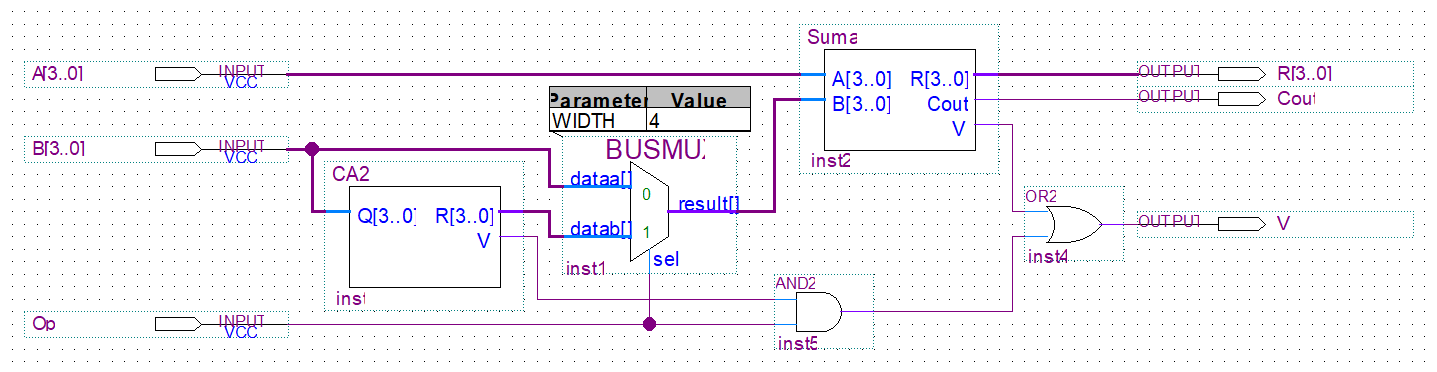 Suma
A[3..0] INPUT VCC
A[3..0] R[3..0]
OUTPUT R[3..0]
B[3..0] Cout
OUTPUT Cout
V
inst2
Parameter Value
WIDTH 4
B[3..0] INPUT VCC
BUSMUX
CA2
dataa[] 0
Q[3..0] R[3..0]
result[]
V
datab[] 1
sel
inst1
inst
OR2
OUTPUT V
inst4
AND2
Op INPUT VCC
inst5